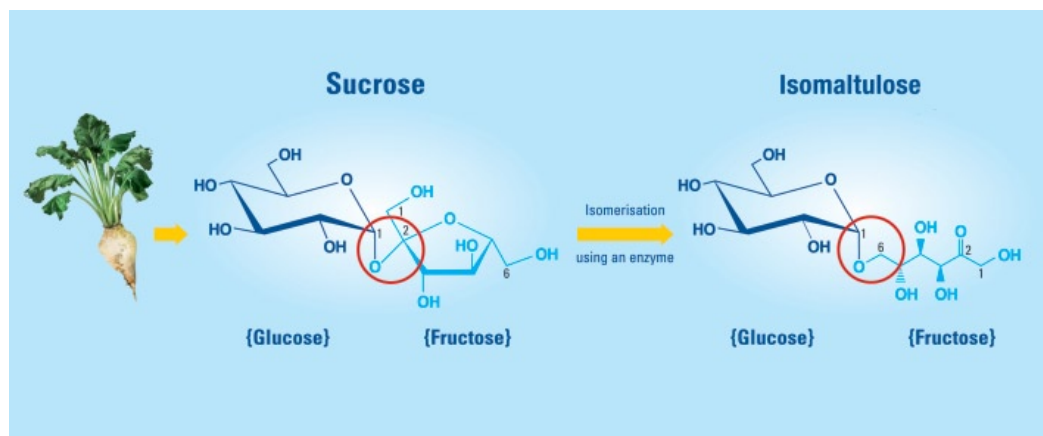 Sucrose
Isomaltulose
OH
HO
O
HO
OH
1
O
OH
1
2
O
HO
OH
6
OH
Isomerisation
using an enzyme
OH
HO
O
HO
OH
1
O
6
OH
O
2
OH
1
OH
OH
{Glucose}
{Fructose}
{Glucose}
{Fructose}